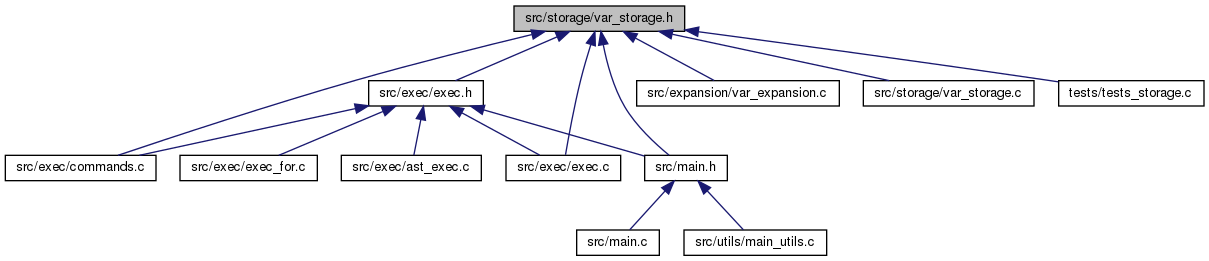 src/storage/var_storage.h
src/exec/exec.h
src/expansion/var_expansion.c
src/storage/var_storage.c
tests/tests_storage.c
src/exec/commands.c
src/exec/exec_for.c
src/exec/ast_exec.c
src/exec/exec.c
src/main.h
src/main.c
src/utils/main_utils.c